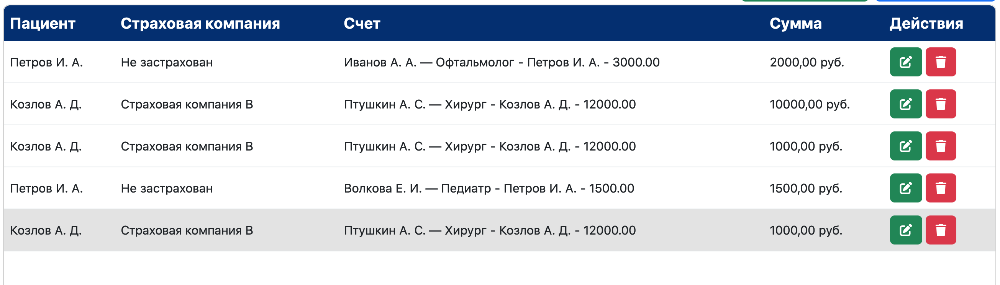 Пациент Страховая компания Счет Сумма Действия
Петров И. А. Не застрахован Иванов А. А. — Офтальмолог - Петров И. А. - 3000.00 2000,00 руб.
Козлов А. Д. Страховая компания В Птушкин А. С. — Хирург - Козлов А. Д. - 12000.00 10000,00 руб.
Козлов А. Д. Страховая компания В Птушкин А. С. — Хирург - Козлов А. Д. - 12000.00 1000,00 руб.
Петров И. А. Не застрахован Волкова Е. И. — Педиатр - Петров И. А. - 1500.00 1500,00 руб.
Козлов А. Д. Страховая компания В Птушкин А. С. — Хирург - Козлов А. Д. - 12000.00 1000,00 руб.